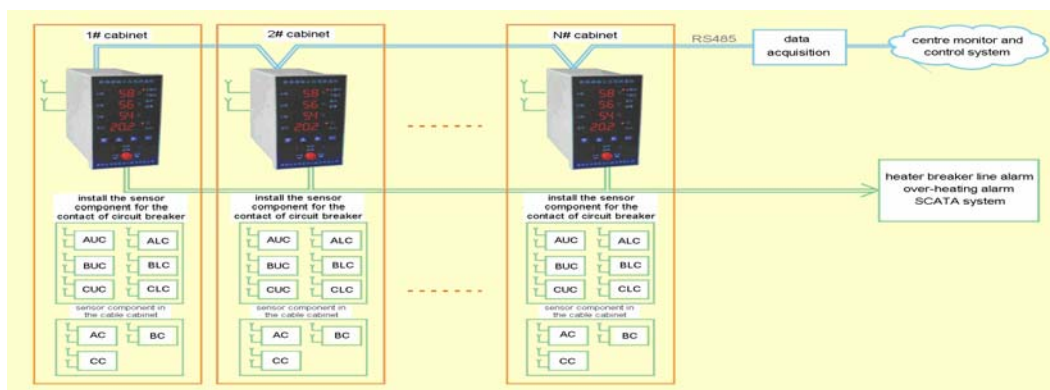 1# cabinet
2# cabinet
N# cabinet
RS485
data
acquisition
centre monitor and
control system
58
56
54
202
58
56
54
202
58
56
54
202
heater breaker line alarm
over-heating alarm
SCATA system
install the sensor
component for the
contact of circuit breaker
AUC
ALC
BUC
BLC
CUC
CLC
sensor component in
the cable cabinet
AC
BC
CC
install the sensor
component for the
contact of circuit breaker
AUC
ALC
BUC
BLC
CUC
CLC
sensor component in
the cable cabinet
AC
BC
CC
install the sensor
component for the
contact of circuit breaker
AUC
ALC
BUC
BLC
CUC
CLC
sensor component in
the cable cabinet
AC
BC
CC